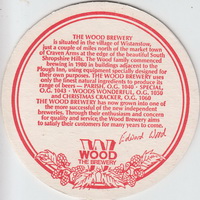 THE WOOD BREWERY
is situated in the village of Wistanstow,
just a couple of miles north of the market town
of Craven Arms at the edge of the beautiful South
Shropshire Hills. The Wood family commenced
brewing in 1980 in buildings adjacent to the
Plough Inn, using equipment specially designed for
their own purposes. THE WOOD BREWERY uses
only the finest natural ingredients to produce its
range of beers — PARISH, O.G. 1040 - SPECIAL,
O.G. 1043 - WOODS WONDERFUL, O.G. 1050
and CHRISTMAS CRACKER, O.G. 1060
THE WOOD BREWERY has now grown into one of
the more successful of the new independent
breweries. Through their enthusiasm and concern
for quality and service, the Wood Brewery aims
to satisfy their customers for many years to come.
Edward Wood
W
WOOD
THE BREWERY